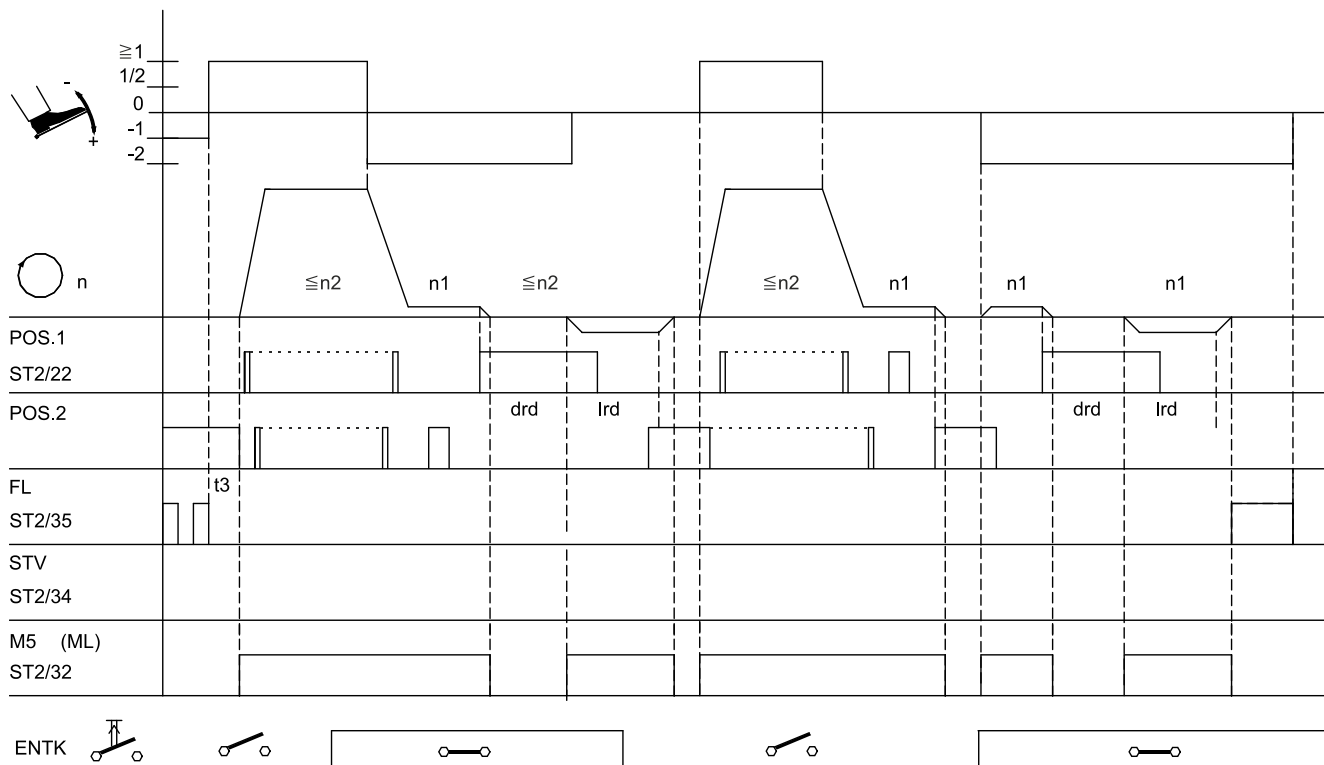 ≧1
1/2
0
-1
-2
-
+
n
≦n2
n1
≦n2
≦n2
n1
n1
n1
POS.1
ST2/22
POS.2
drd
lrd
drd
lrd
FL
t3
ST2/35
STV
ST2/34
M5 (ML)
ST2/32
ENTK